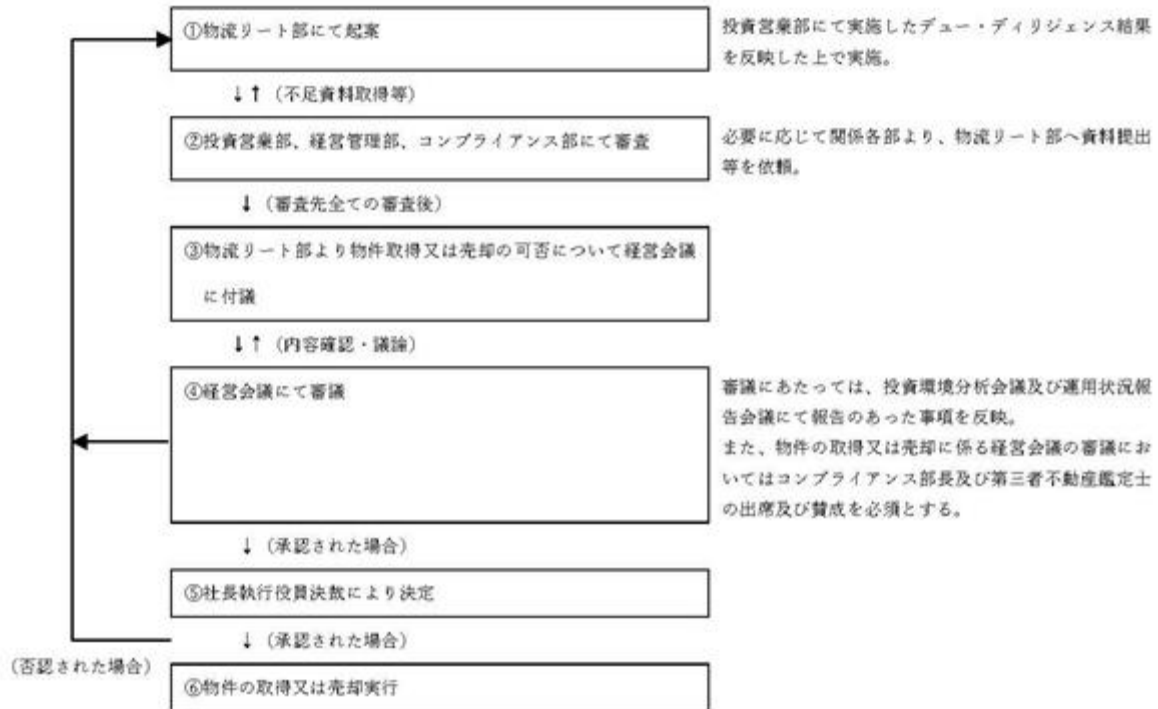 ①物流リート部にて起案
投資営業部にて実施したデュー・ディリジェンス結果
を反映した上で実施。
↓↑（不足資料取得等）
②投資営業部、経営管理部、コンプライアンス部にて審査
必要に応じて関係各部より、物流リート部へ資料提出
等を依頼。
↓（審査先全ての審査後）
③物流リート部より物件取得又は売却の可否について経営会議
に付議
↓↑（内容確認・議論）
④経営会議にて審議
審議にあたっては、投資環境分析会議及び運用状況報
告会議にて報告のあった事項を反映。
また、物件の取得又は売却に係る経営会議の審議にお
いてはコンプライアンス部長及び第三者不動産鑑定士
の出席及び賛成を必須とする。
↓（承認された場合）
⑤社長執行役員決裁により決定
↓（承認された場合）
（否認された場合）
⑥物件の取得又は売却実行